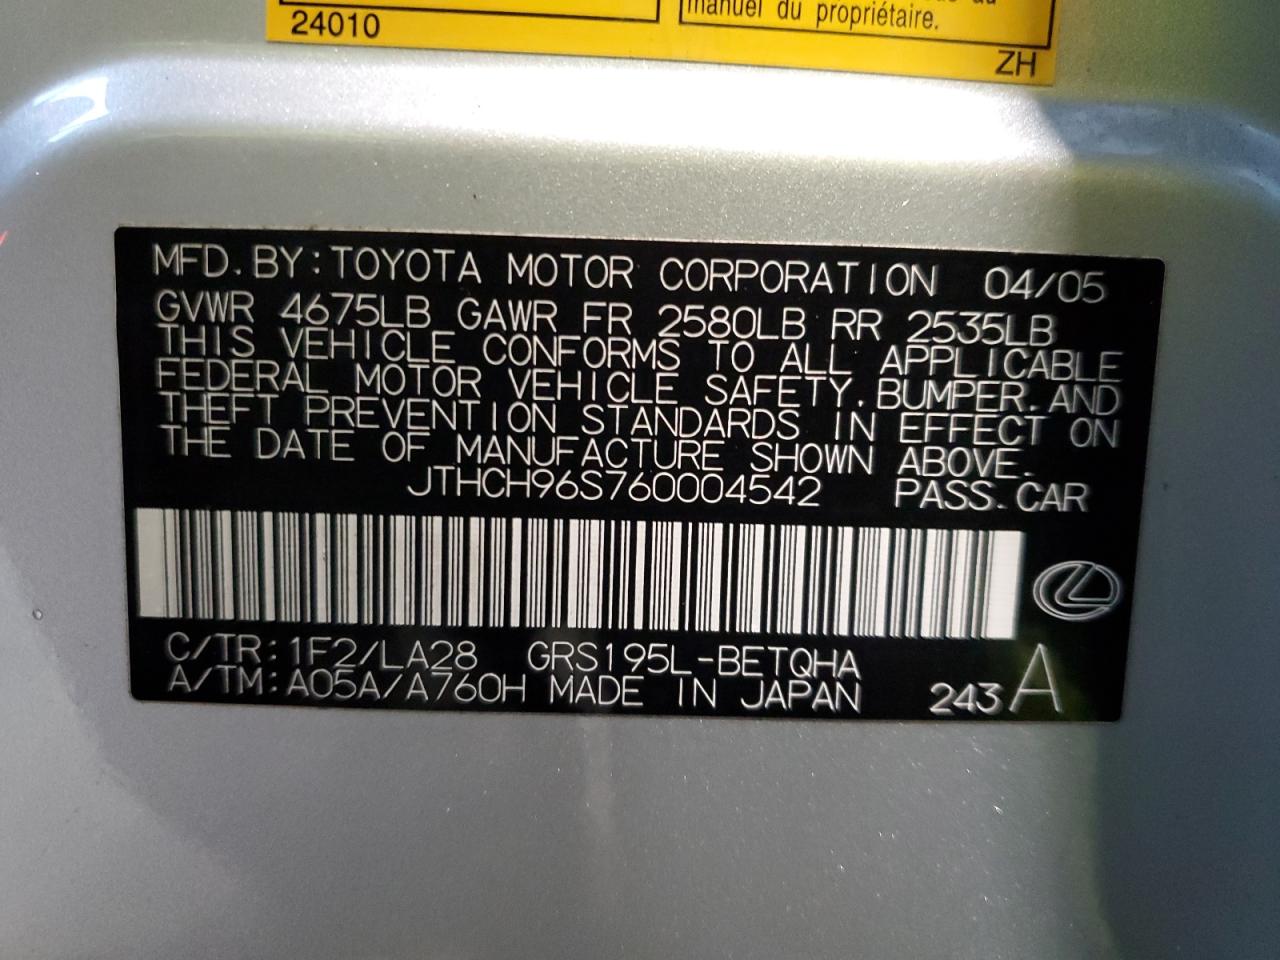 24010
manuel du propriétaire.
ZH
MFD. BY: TOYOTA MOTOR CORPORATION 04/05
GVWR 4675LB GAWR FR 2580LB RR 2535LB
THIS VEHICLE CONFORMS TO ALL APPLICABLE
FEDERAL MOTOR VEHICLE SAFETY, BUMPER, AND
THEFT PREVENTION STANDARDS IN EFFECT ON
THE DATE OF MANUFACTURE SHOWN ABOVE.
JTHCH96S760004542 PASS. CAR
C/TR: 1F2/LA28 GRS195L-BETQHA
A/TM: A05A/A760H MADE IN JAPAN 243 A